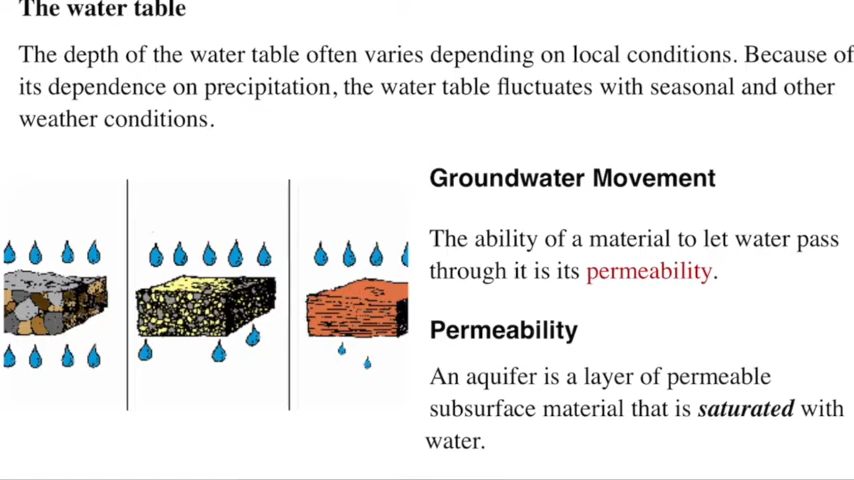 The water table
The depth of the water table often varies depending on local conditions. Because of
its dependence on precipitation, the water table fluctuates with seasonal and other
weather conditions.
Groundwater Movement
The ability of a material to let water pass
through it is its permeability.
Permeability
An aquifer is a layer of permeable
subsurface material that is saturated with
water.